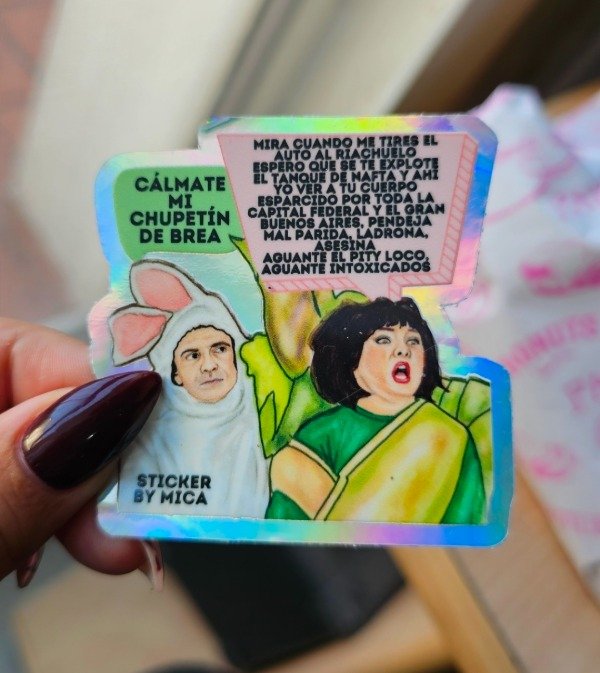 CÁLMATE
MI
CHUPETÍN
DE BREA
MIRA CUANDO ME TIRES EL
AUTO AL RIACHUELO
ESPERO QUE SE TE EXPLOTE
EL TANQUE DE NAFTA Y AHI
YO VER A TU CUERPO
ESPARCIDO POR TODA LA
CAPITAL FEDERAL Y EL GRAN
BUENOS AIRES, PENDEJA
MAL PARIDA, LADRONA,
ASESINA
AGUANTE EL PITY LOCO,
AGUANTE INTOXICADOS
STICKER
BY MICA
DONUTS